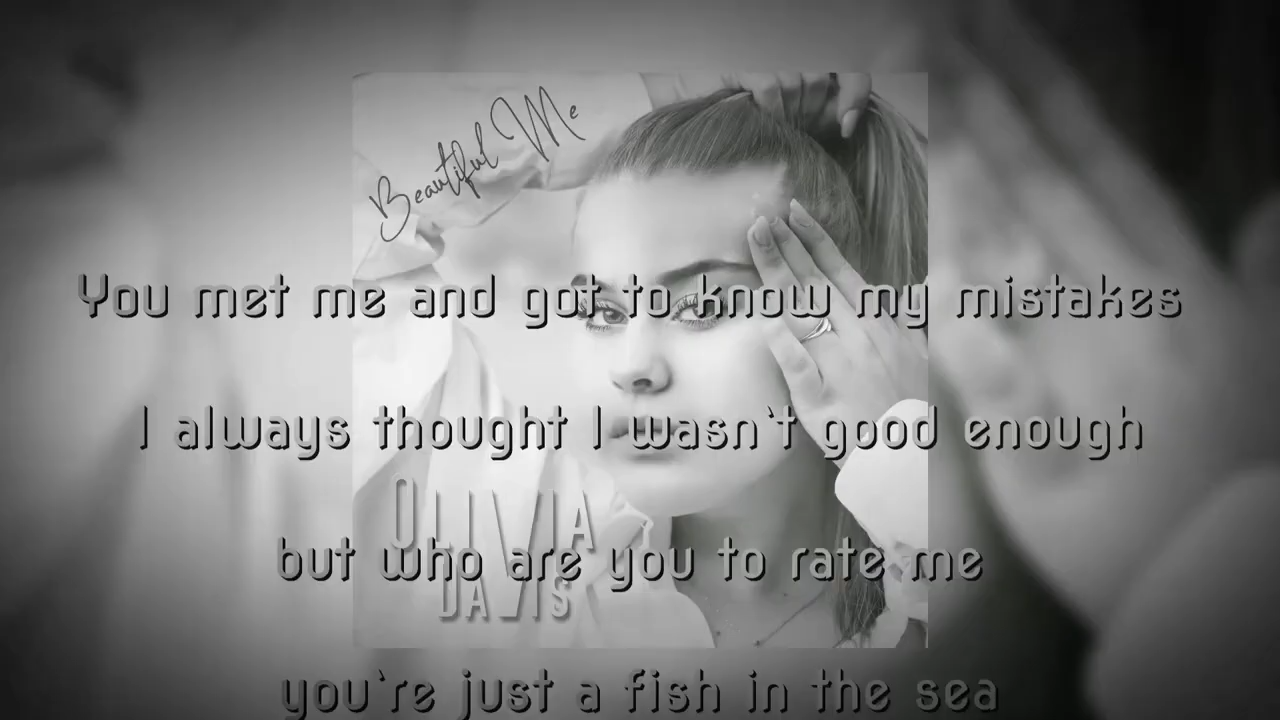 Beautiful Me
You met me and got to know my mistakes
I always thought I wasn't good enough
OLIVIA
but who are you to rate me
DAVIS
you're just a fish in the sea